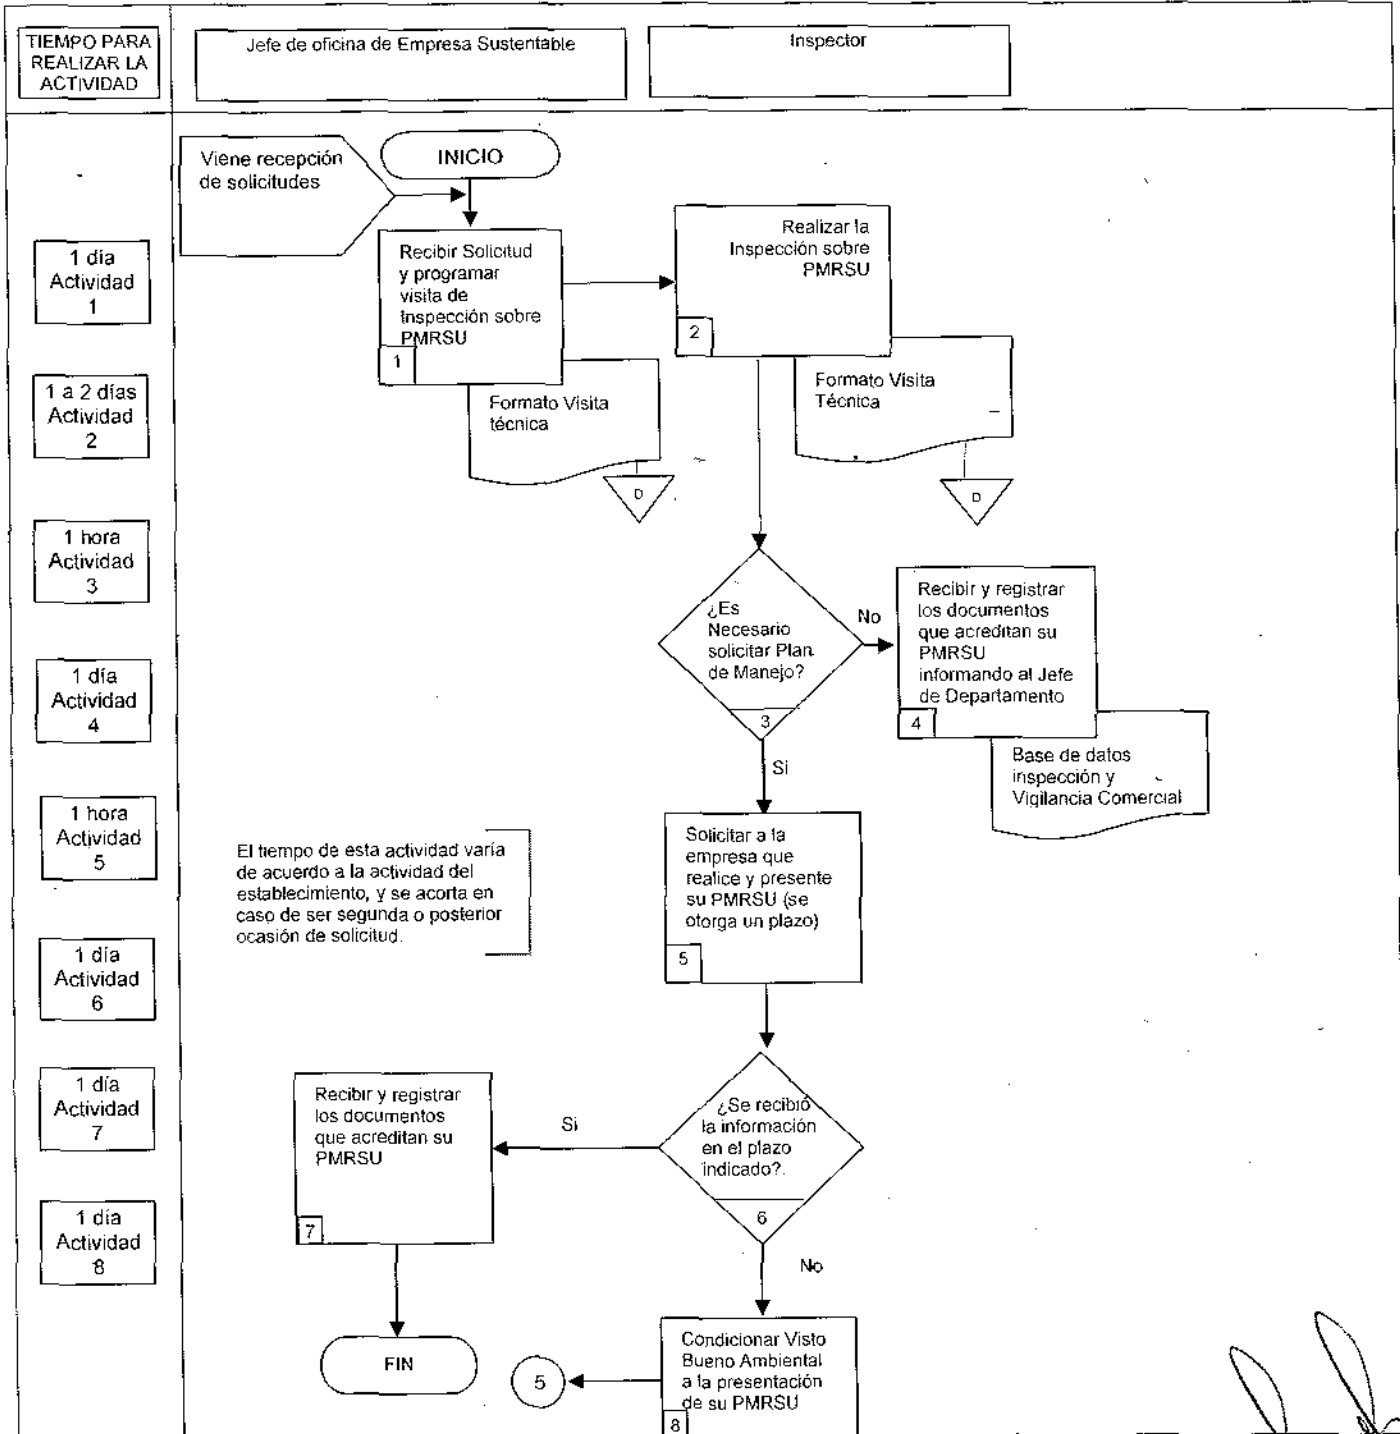 TIEMPO PARA
REALIZAR LA
ACTIVIDAD
Jefe de oficina de Empresa Sustentable
Inspector
Viene recepción
de solicitudes
INICIO
1 día
Actividad
1
Recibir Solicitud
y programar
visita de
Inspección sobre
PMRSU
1
Realizar la
Inspección sobre
PMRSU
2
Formato Visita
técnica
D
Formato Visita
Técnica
D
1 a 2 días
Actividad
2
1 hora
Actividad
3
¿Es
Necesario
solicitar Plan
de Manejo?
3
No
Recibir y registrar
los documentos
que acreditan su
PMRSU
informando al Jefe
de Departamento
4
Base de datos
inspección y
Vigilancia Comercial
1 día
Actividad
4
Si
1 hora
Actividad
5
El tiempo de esta actividad varía
de acuerdo a la actividad del
establecimiento, y se acorta en
caso de ser segunda o posterior
ocasión de solicitud.
Solicitar a la
empresa que
realice y presente
su PMRSU (se
otorga un plazo)
5
1 día
Actividad
6
1 día
Actividad
7
Recibir y registrar
los documentos
que acreditan su
PMRSU
7
Si
¿Se recibió
la información
en el plazo
indicado?.
6
No
1 día
Actividad
8
FIN
5
Condicionar Visto
Bueno Ambiental
a la presentación
de su PMRSU
8